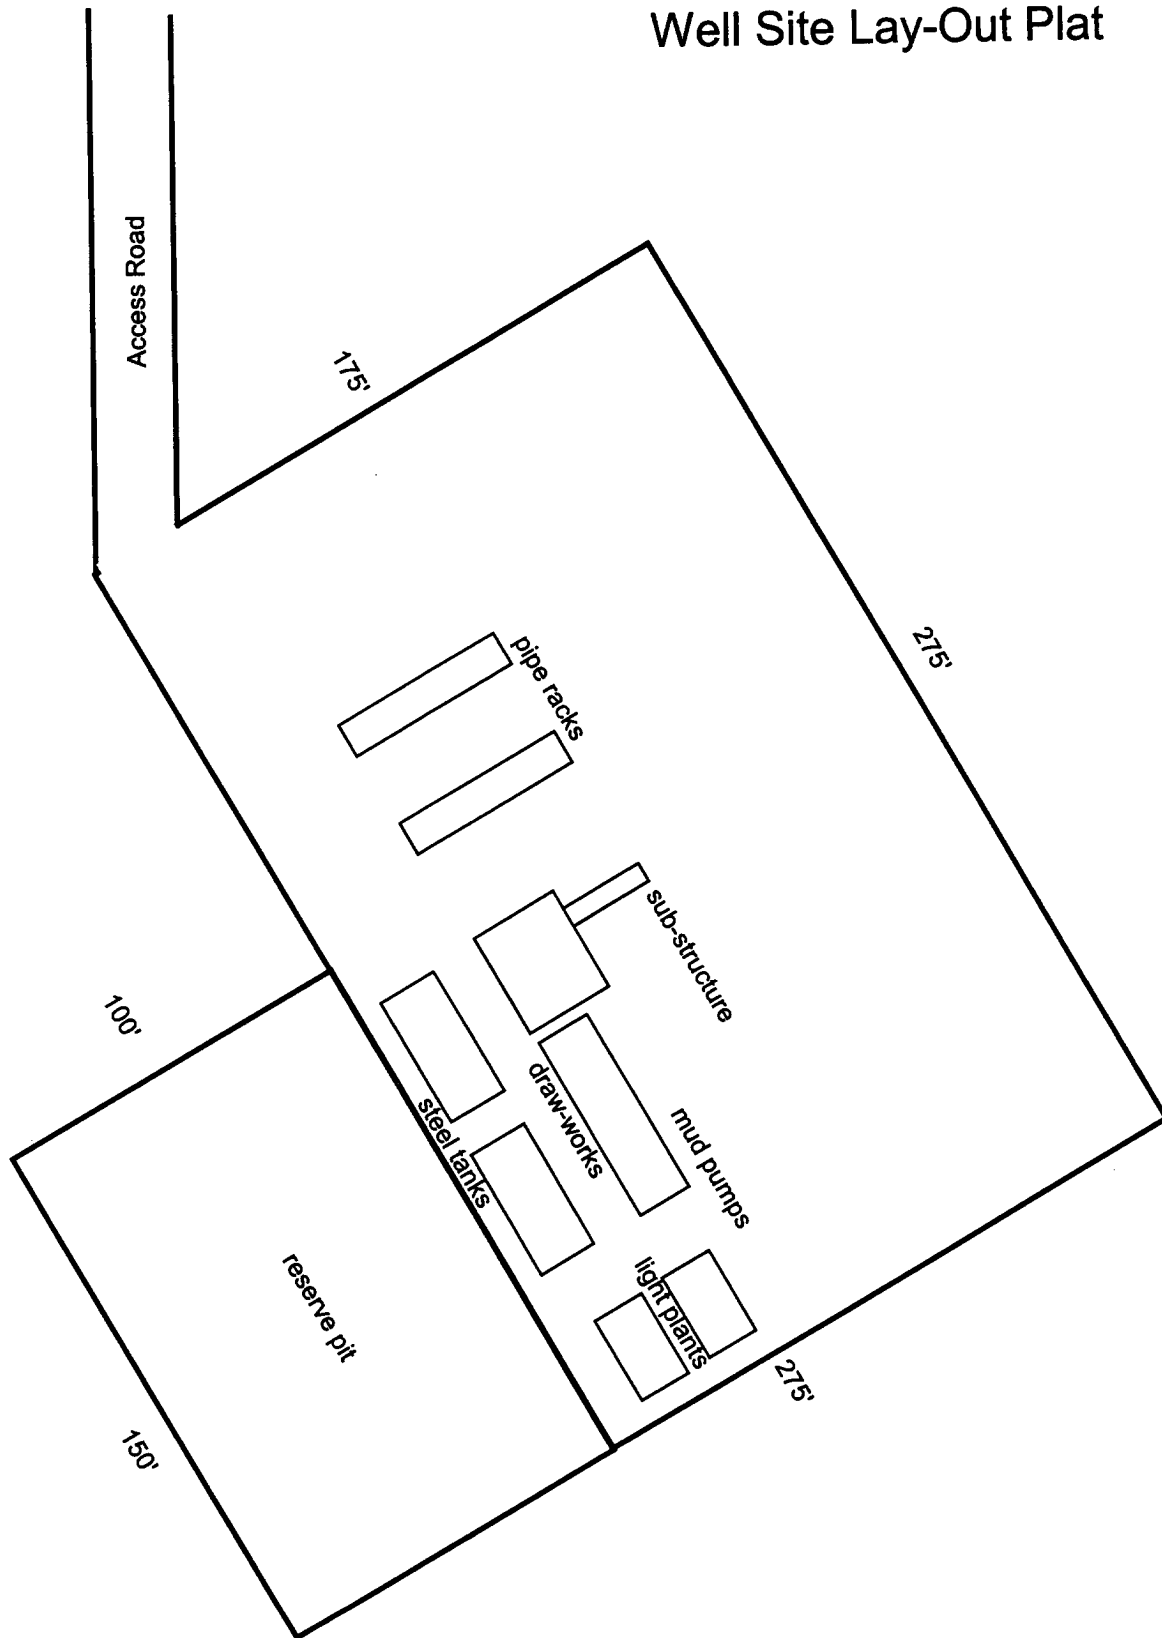 Well Site Lay-Out Plat
Access Road
175'
275'
pipe racks
sub-structure
100'
draw-works
mud pumps
steel tanks
reserve pit
light plants
275'
150'